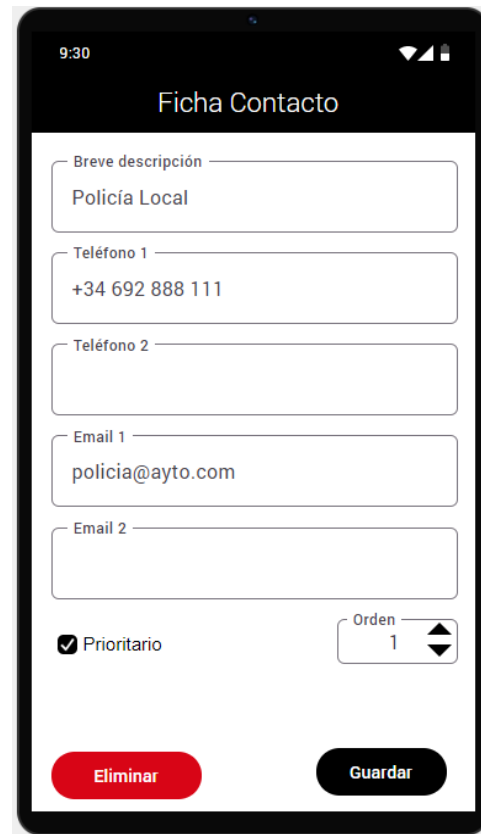 9:30
Ficha Contacto
Breve descripción
Policía Local
Teléfono 1
+34 692 888 111
Teléfono 2
Email 1
policia@ayto.com
Email 2
Prioritario
Orden
1
Eliminar
Guardar